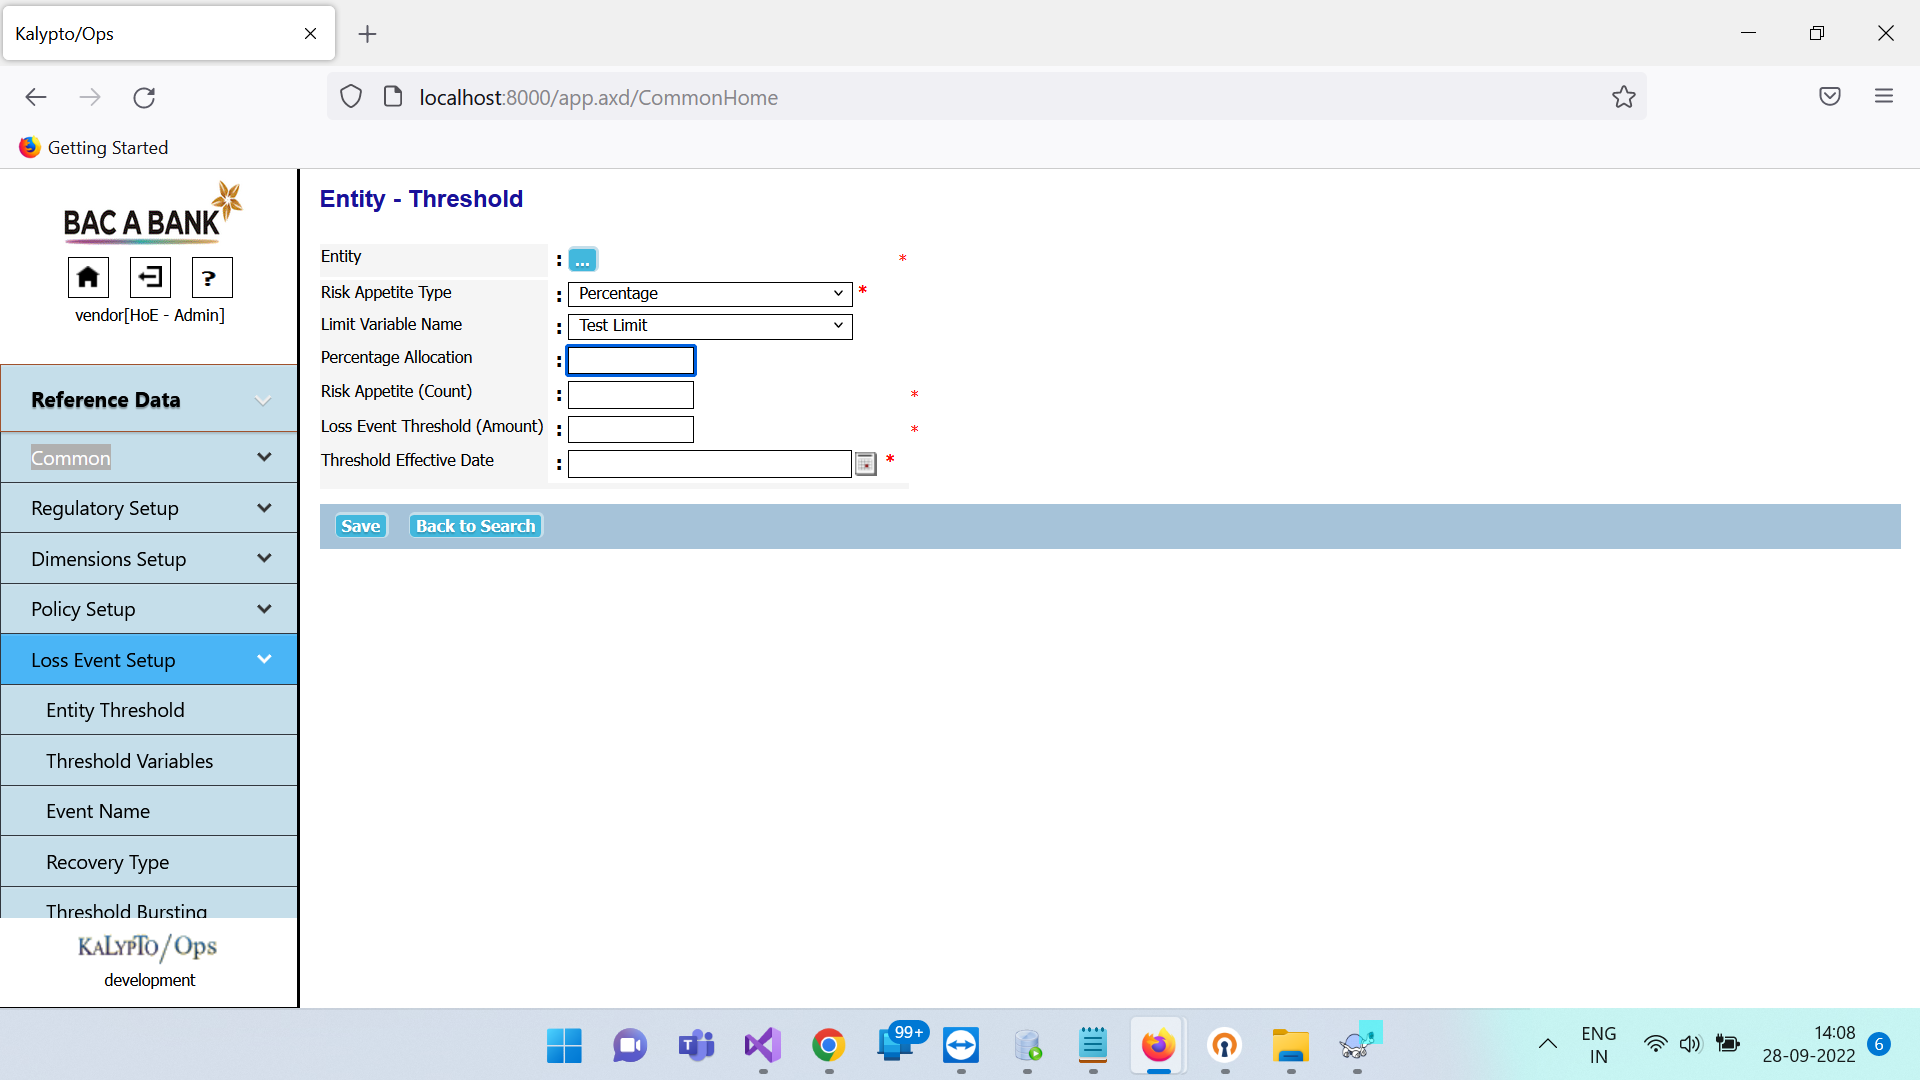 Kalypto/Ops
localhost:8000/app.axd/CommonHome
Getting Started
BAC A BANK
?
vendor[HoE - Admin]
Reference Data
Common
Regulatory Setup
Dimensions Setup
Policy Setup
Loss Event Setup
Entity Threshold
Threshold Variables
Event Name
Recovery Type
Threshold Bursting
KALYPTO/Ops
development
Entity - Threshold
Entity : ... *
Risk Appetite Type : Percentage *
Limit Variable Name : Test Limit
Percentage Allocation :
Risk Appetite (Count) : *
Loss Event Threshold (Amount) : *
Threshold Effective Date : *
Save Back to Search
99+
ENG
IN
14:08
28-09-2022
6